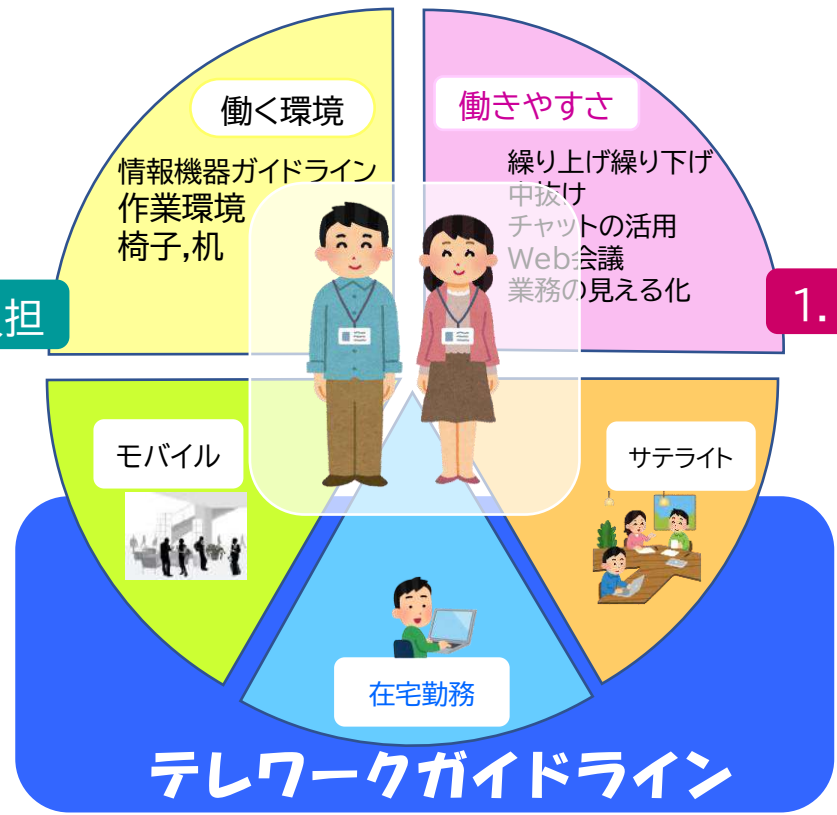 働く環境
情報機器ガイドライン
作業環境
椅子,机
働きやすさ
繰り上げ繰り下げ
中抜け
チャットの活用
Web会議
業務の見える化
担
1.
モバイル
サテライト
在宅勤務
テレワークガイドライン